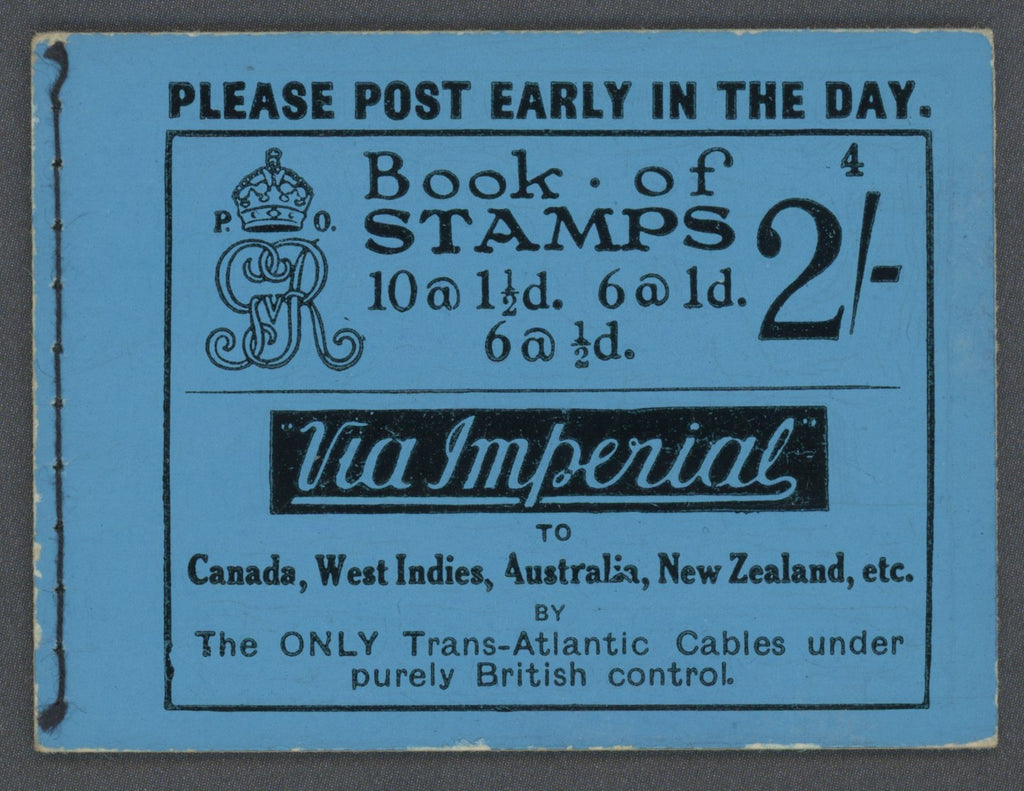 PLEASE POST EARLY IN THE DAY.
P. O.
GRV
Book · of
STAMPS
10 @ 1½d. 6 @ 1d.
6 @ ½d.
4
2/-
"Via Imperial"
TO
Canada, West Indies, Australia, New Zealand, etc.
BY
The ONLY Trans-Atlantic Cables under
purely British control.